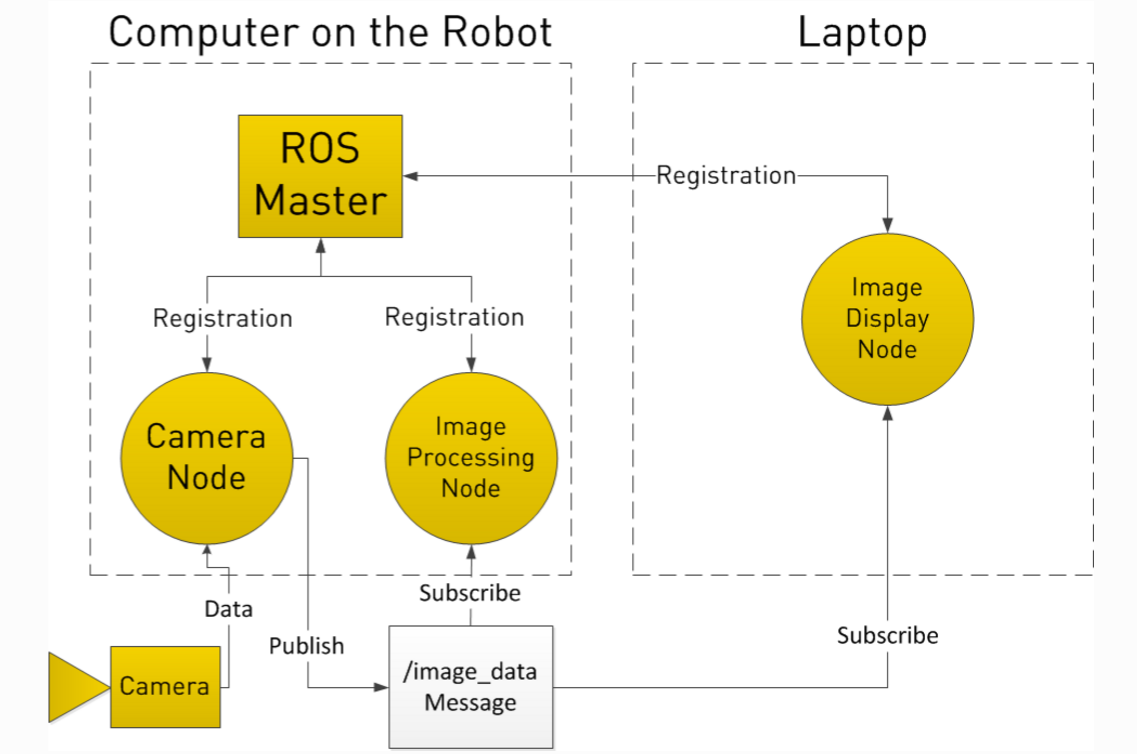 Computer on the Robot
Laptop
ROS
Master
Registration
Registration
Registration
Image
Display
Node
Camera
Node
Image
Processing
Node
Data
Publish
Subscribe
Subscribe
Camera
/image_data
Message